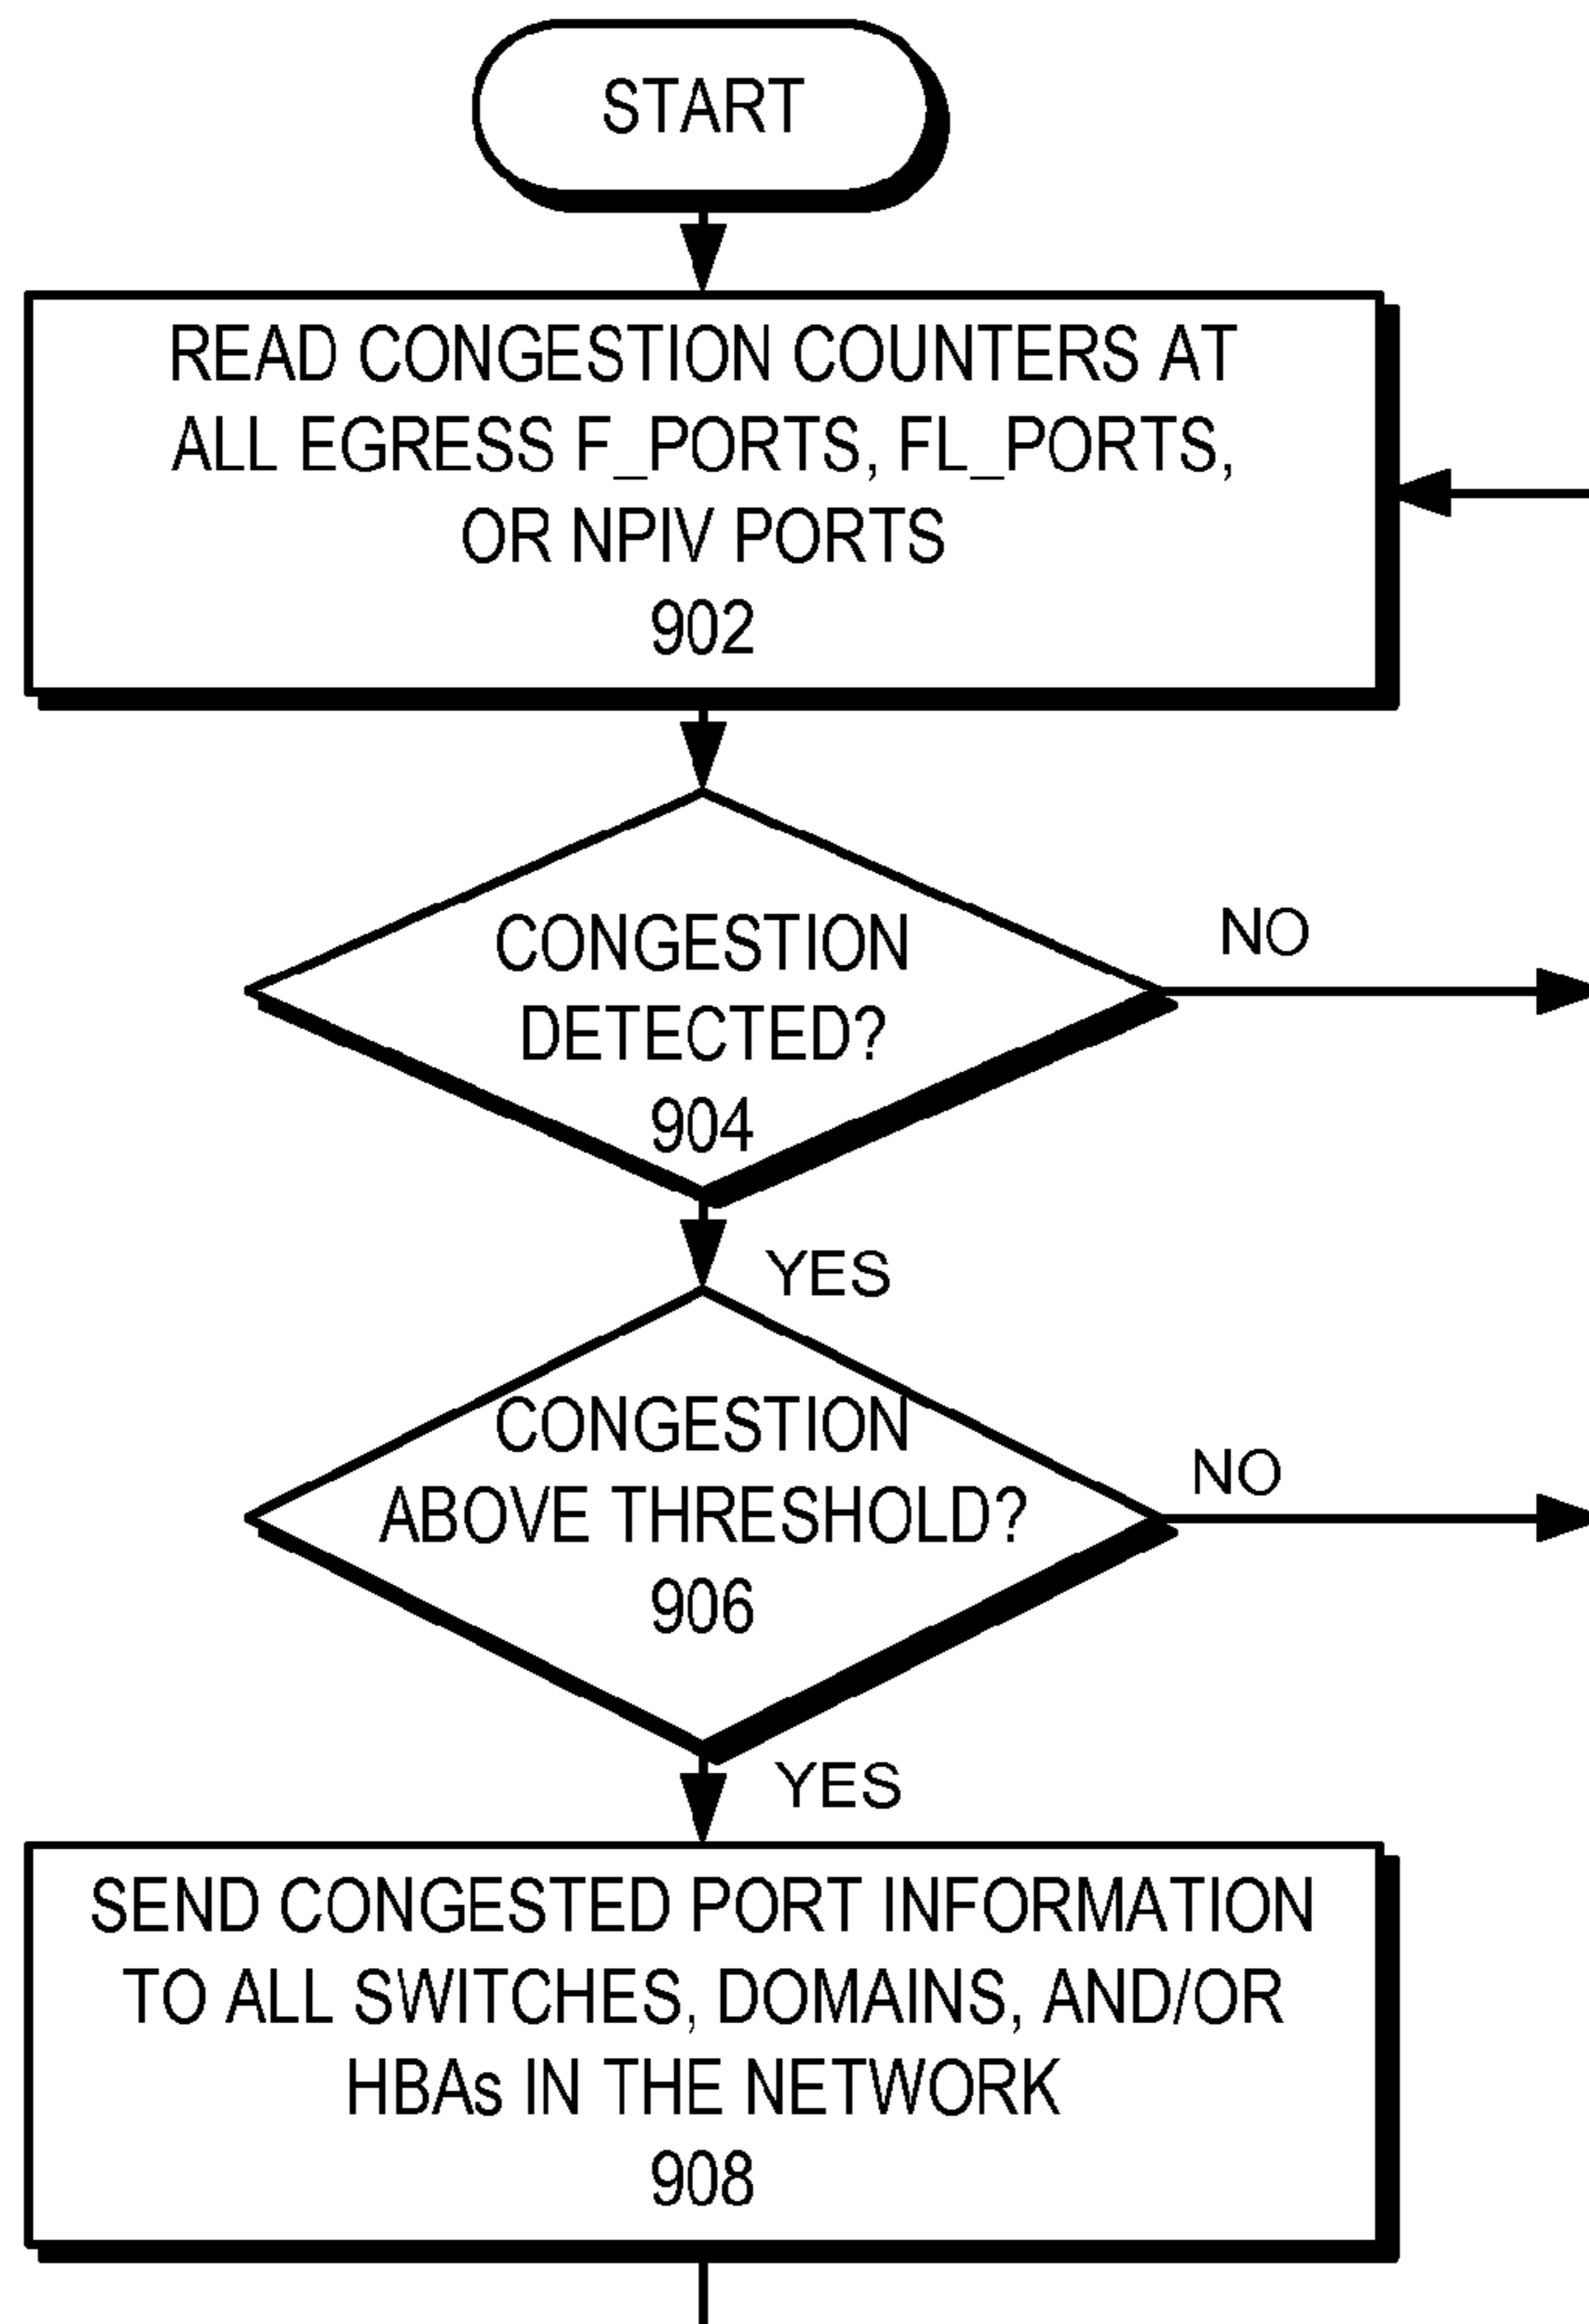 START
READ CONGESTION COUNTERS AT
ALL EGRESS F_PORTS, FL_PORTS,
OR NPIV PORTS
902
CONGESTION
DETECTED?
904
NO
YES
CONGESTION
ABOVE THRESHOLD?
906
NO
YES
SEND CONGESTED PORT INFORMATION
TO ALL SWITCHES, DOMAINS, AND/OR
HBAs IN THE NETWORK
908